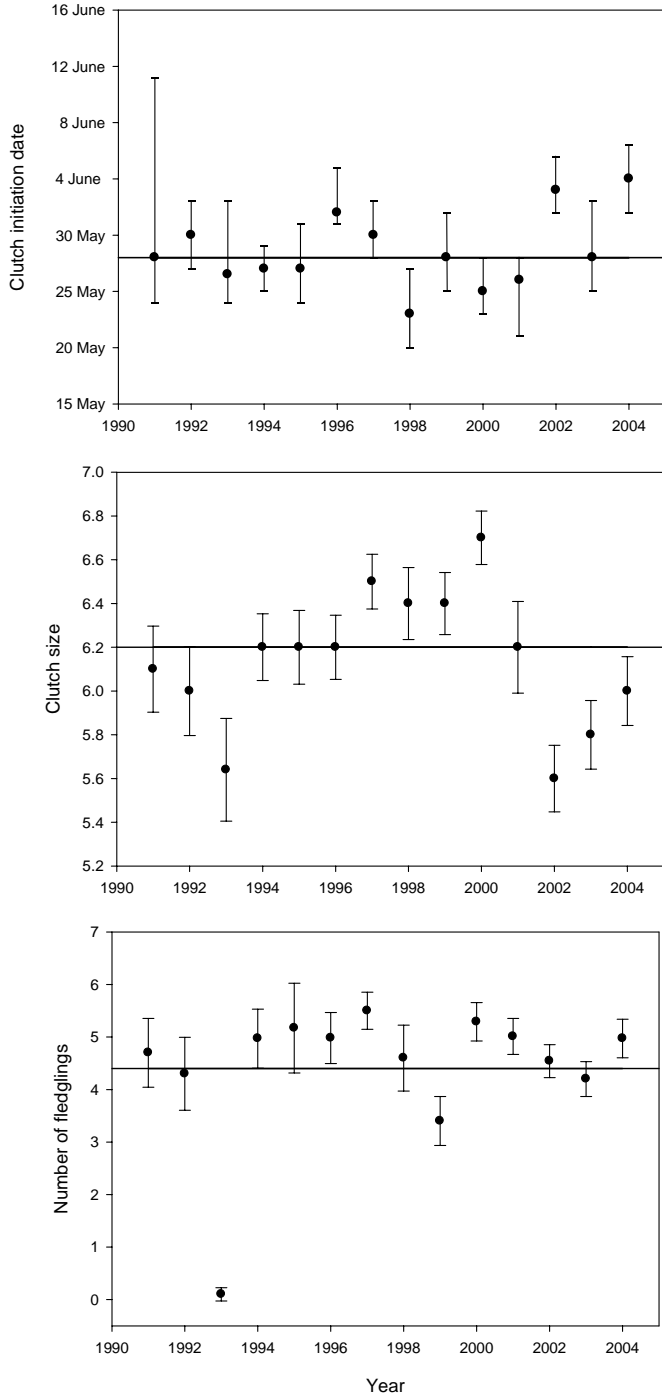 Clutch initiation date
16 June
12 June
8 June
4 June
30 May
25 May
20 May
15 May
1990 1992 1994 1996 1998 2000 2002 2004
Clutch size
7.0
6.8
6.6
6.4
6.2
6.0
5.8
5.6
5.4
5.2
1990 1992 1994 1996 1998 2000 2002 2004
Number of fledglings
7
6
5
4
3
2
1
0
1990 1992 1994 1996 1998 2000 2002 2004
Year